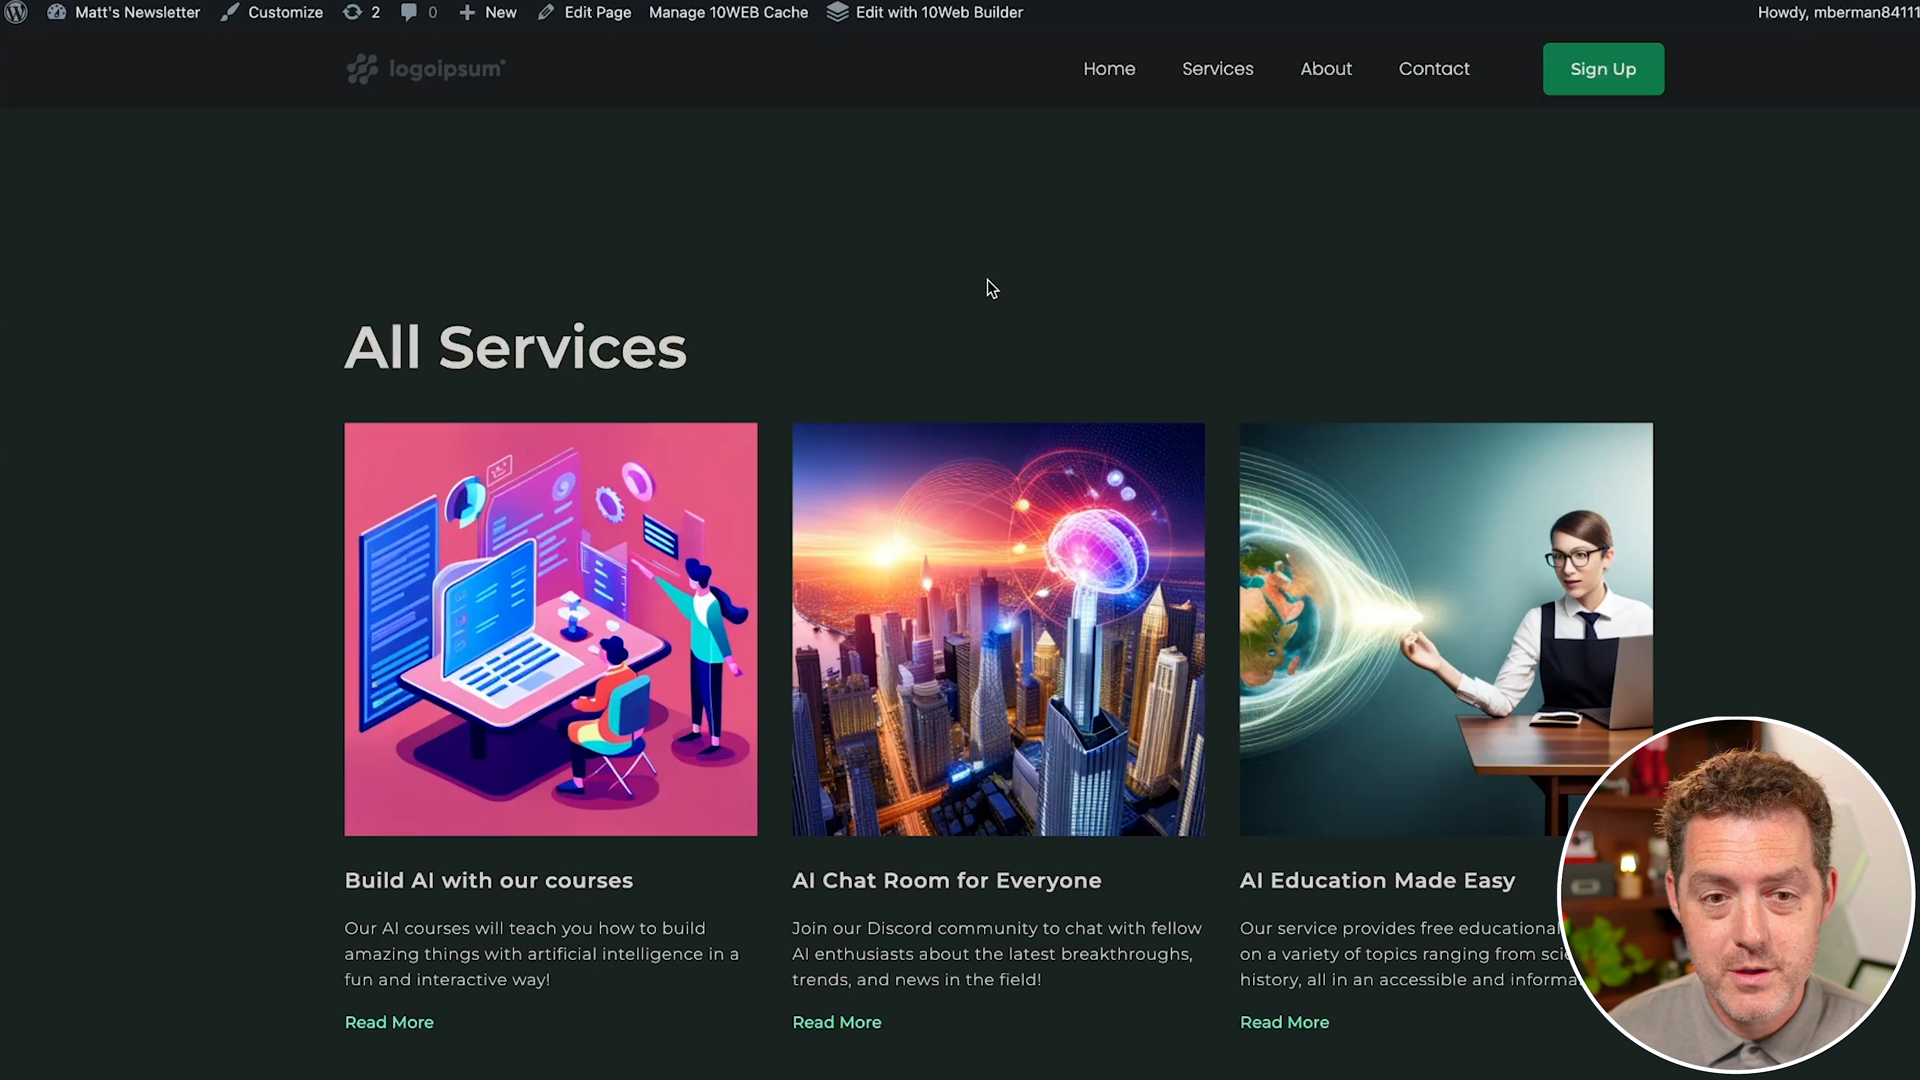 Matt's Newsletter Customize 2 0 New Edit Page Manage 10WEB Cache Edit with 10Web Builder Howdy, mberman84111
logoipsum Home Services About Contact Sign Up
All Services
Build AI with our courses
Our AI courses will teach you how to build
amazing things with artificial intelligence in a
fun and interactive way!
Read More
AI Chat Room for Everyone
Join our Discord community to chat with fellow
AI enthusiasts about the latest breakthroughs,
trends, and news in the field!
Read More
AI Education Made Easy
Our service provides free educational
on a variety of topics ranging from
history, all in an accessible and
Read More